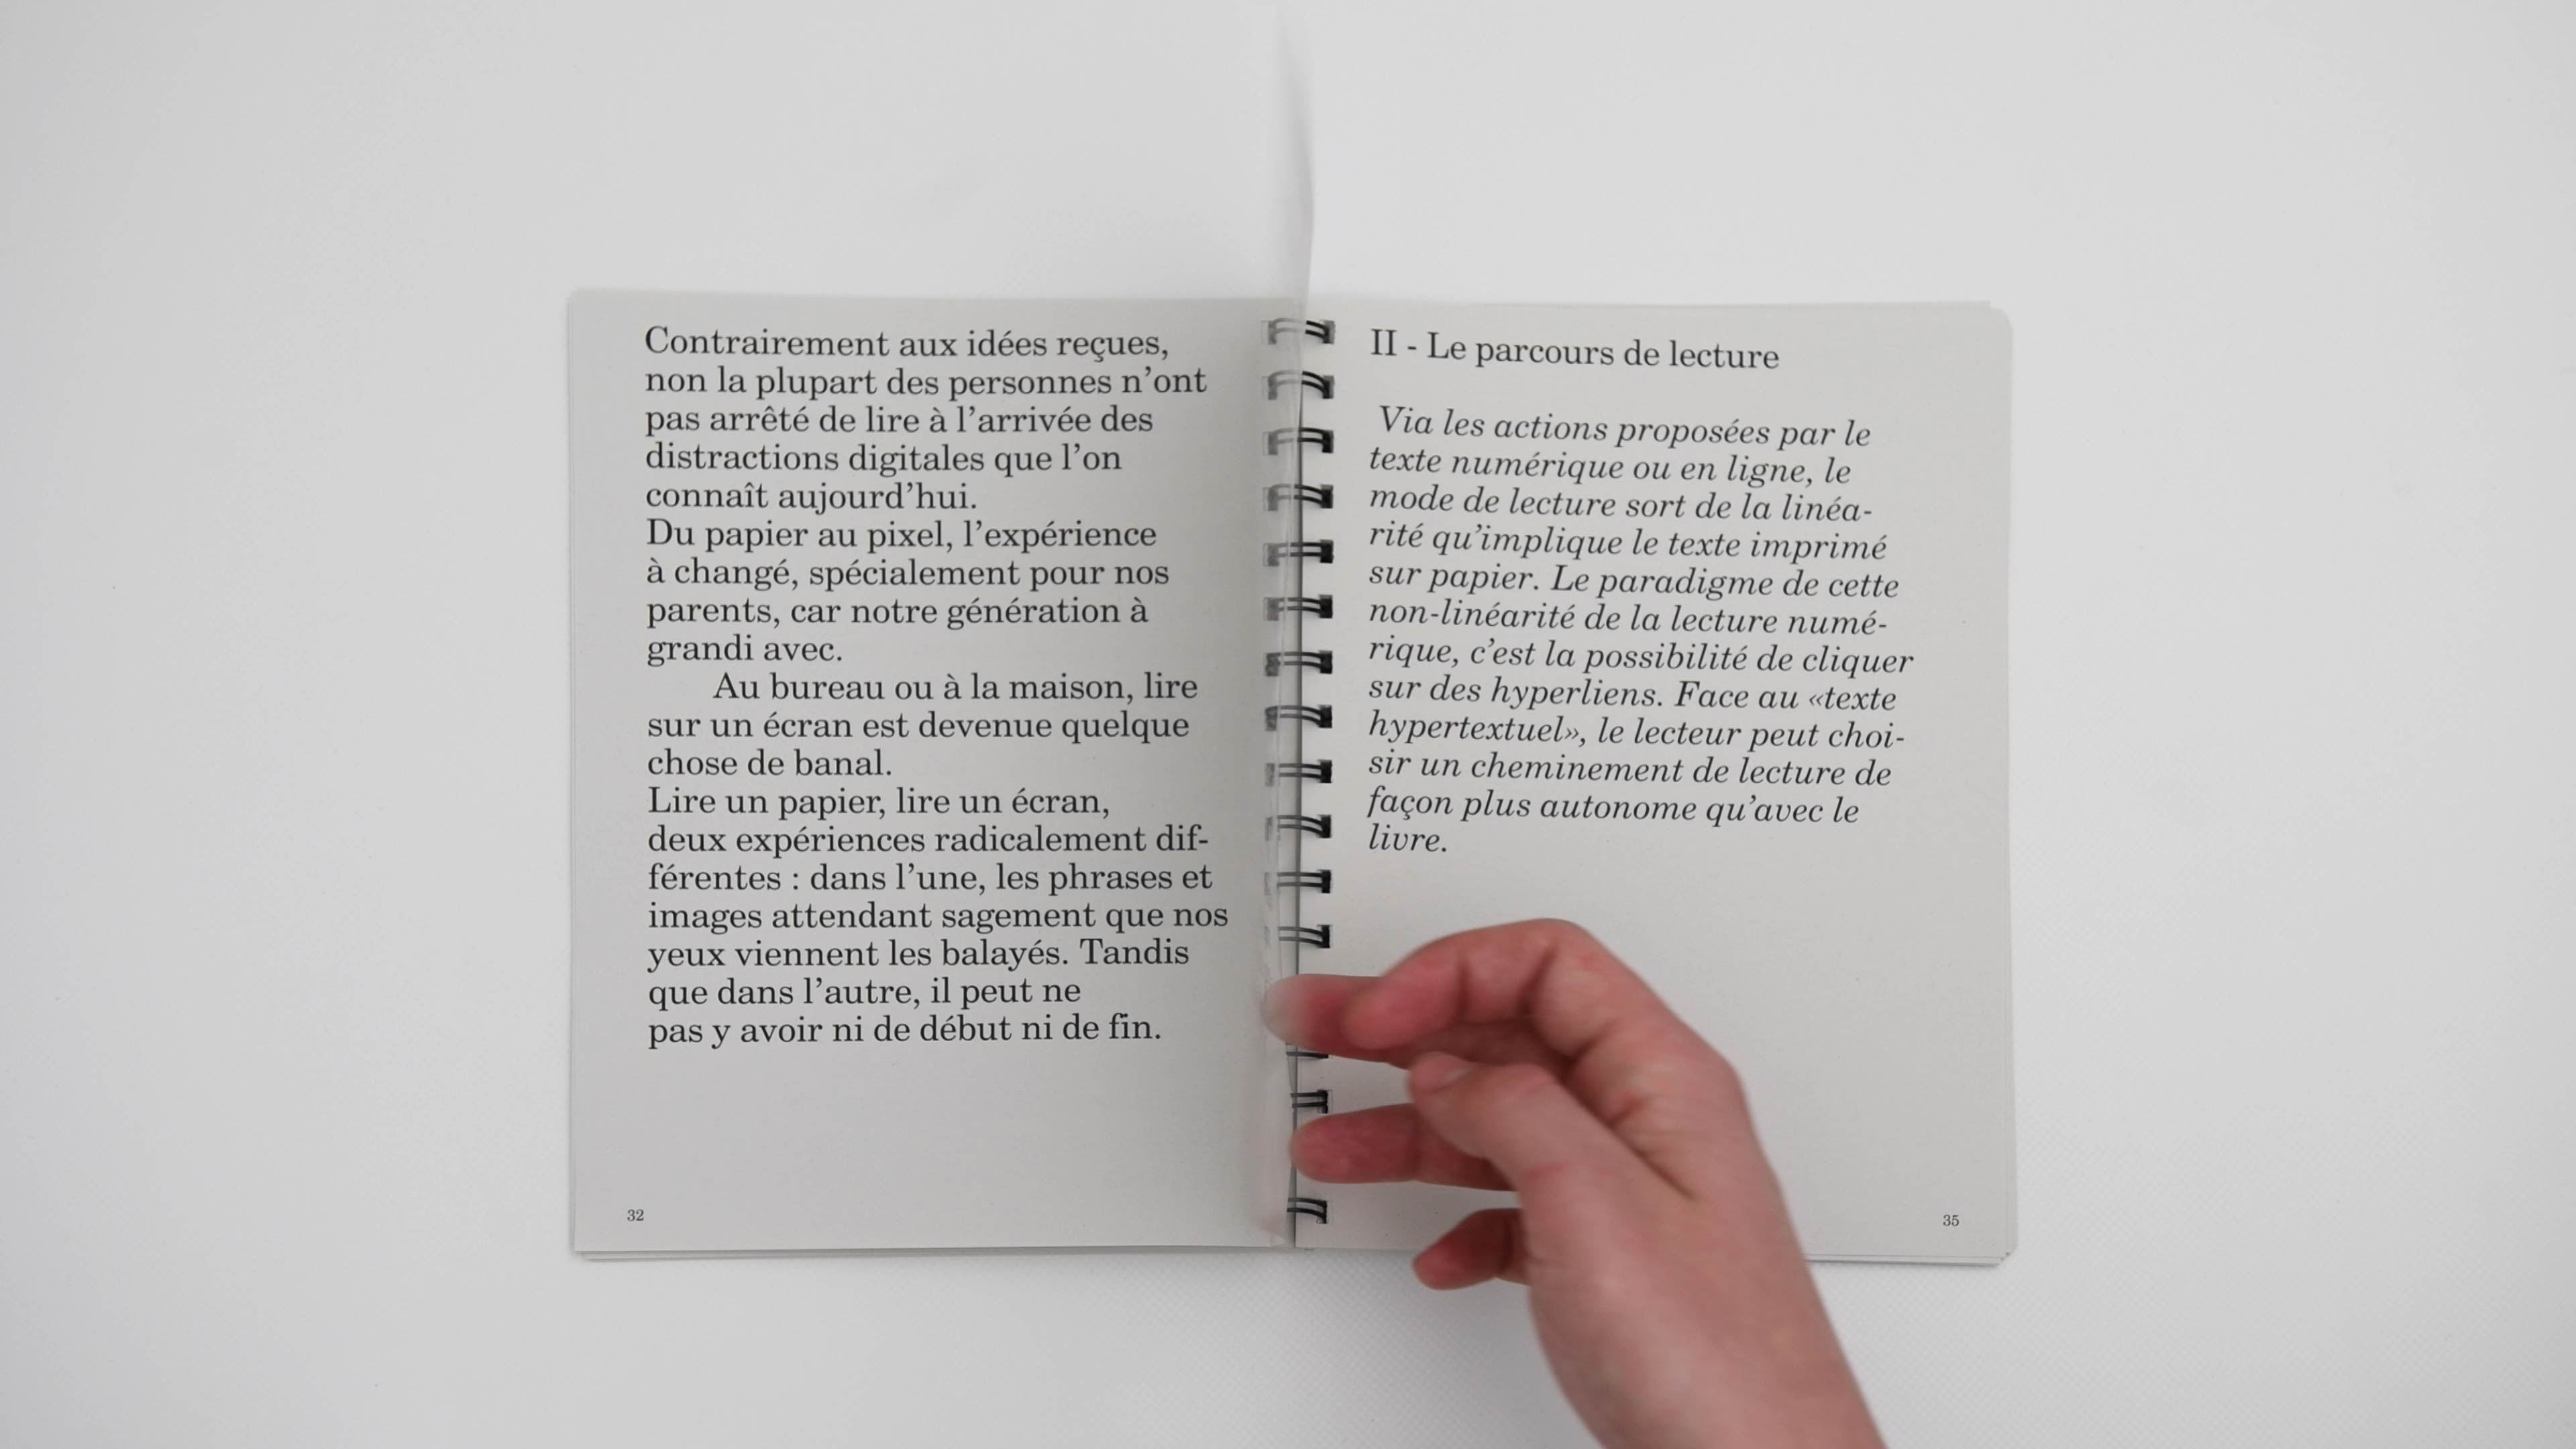 Contrairement aux idées reçues,
non la plupart des personnes n’ont
pas arrêté de lire à l’arrivée des
distractions digitales que l’on
connaît aujourd’hui.
Du papier au pixel, l’expérience
à changé, spécialement pour nos
parents, car notre génération à
grandi avec.
Au bureau ou à la maison, lire
sur un écran est devenue quelque
chose de banal.
Lire un papier, lire un écran,
deux expériences radicalement dif-
férentes : dans l’une, les phrases et
images attendant sagement que nos
yeux viennent les balayés. Tandis
que dans l’autre, il peut ne
pas y avoir ni de début ni de fin.
32
II - Le parcours de lecture
Via les actions proposées par le
texte numérique ou en ligne, le
mode de lecture sort de la linéa-
rité qu’implique le texte imprimé
sur papier. Le paradigme de cette
non-linéarité de la lecture numé-
rique, c’est la possibilité de cliquer
sur des hyperliens. Face au «texte
hypertextuel», le lecteur peut choi-
sir un cheminement de lecture de
façon plus autonome qu’avec le
livre.
35